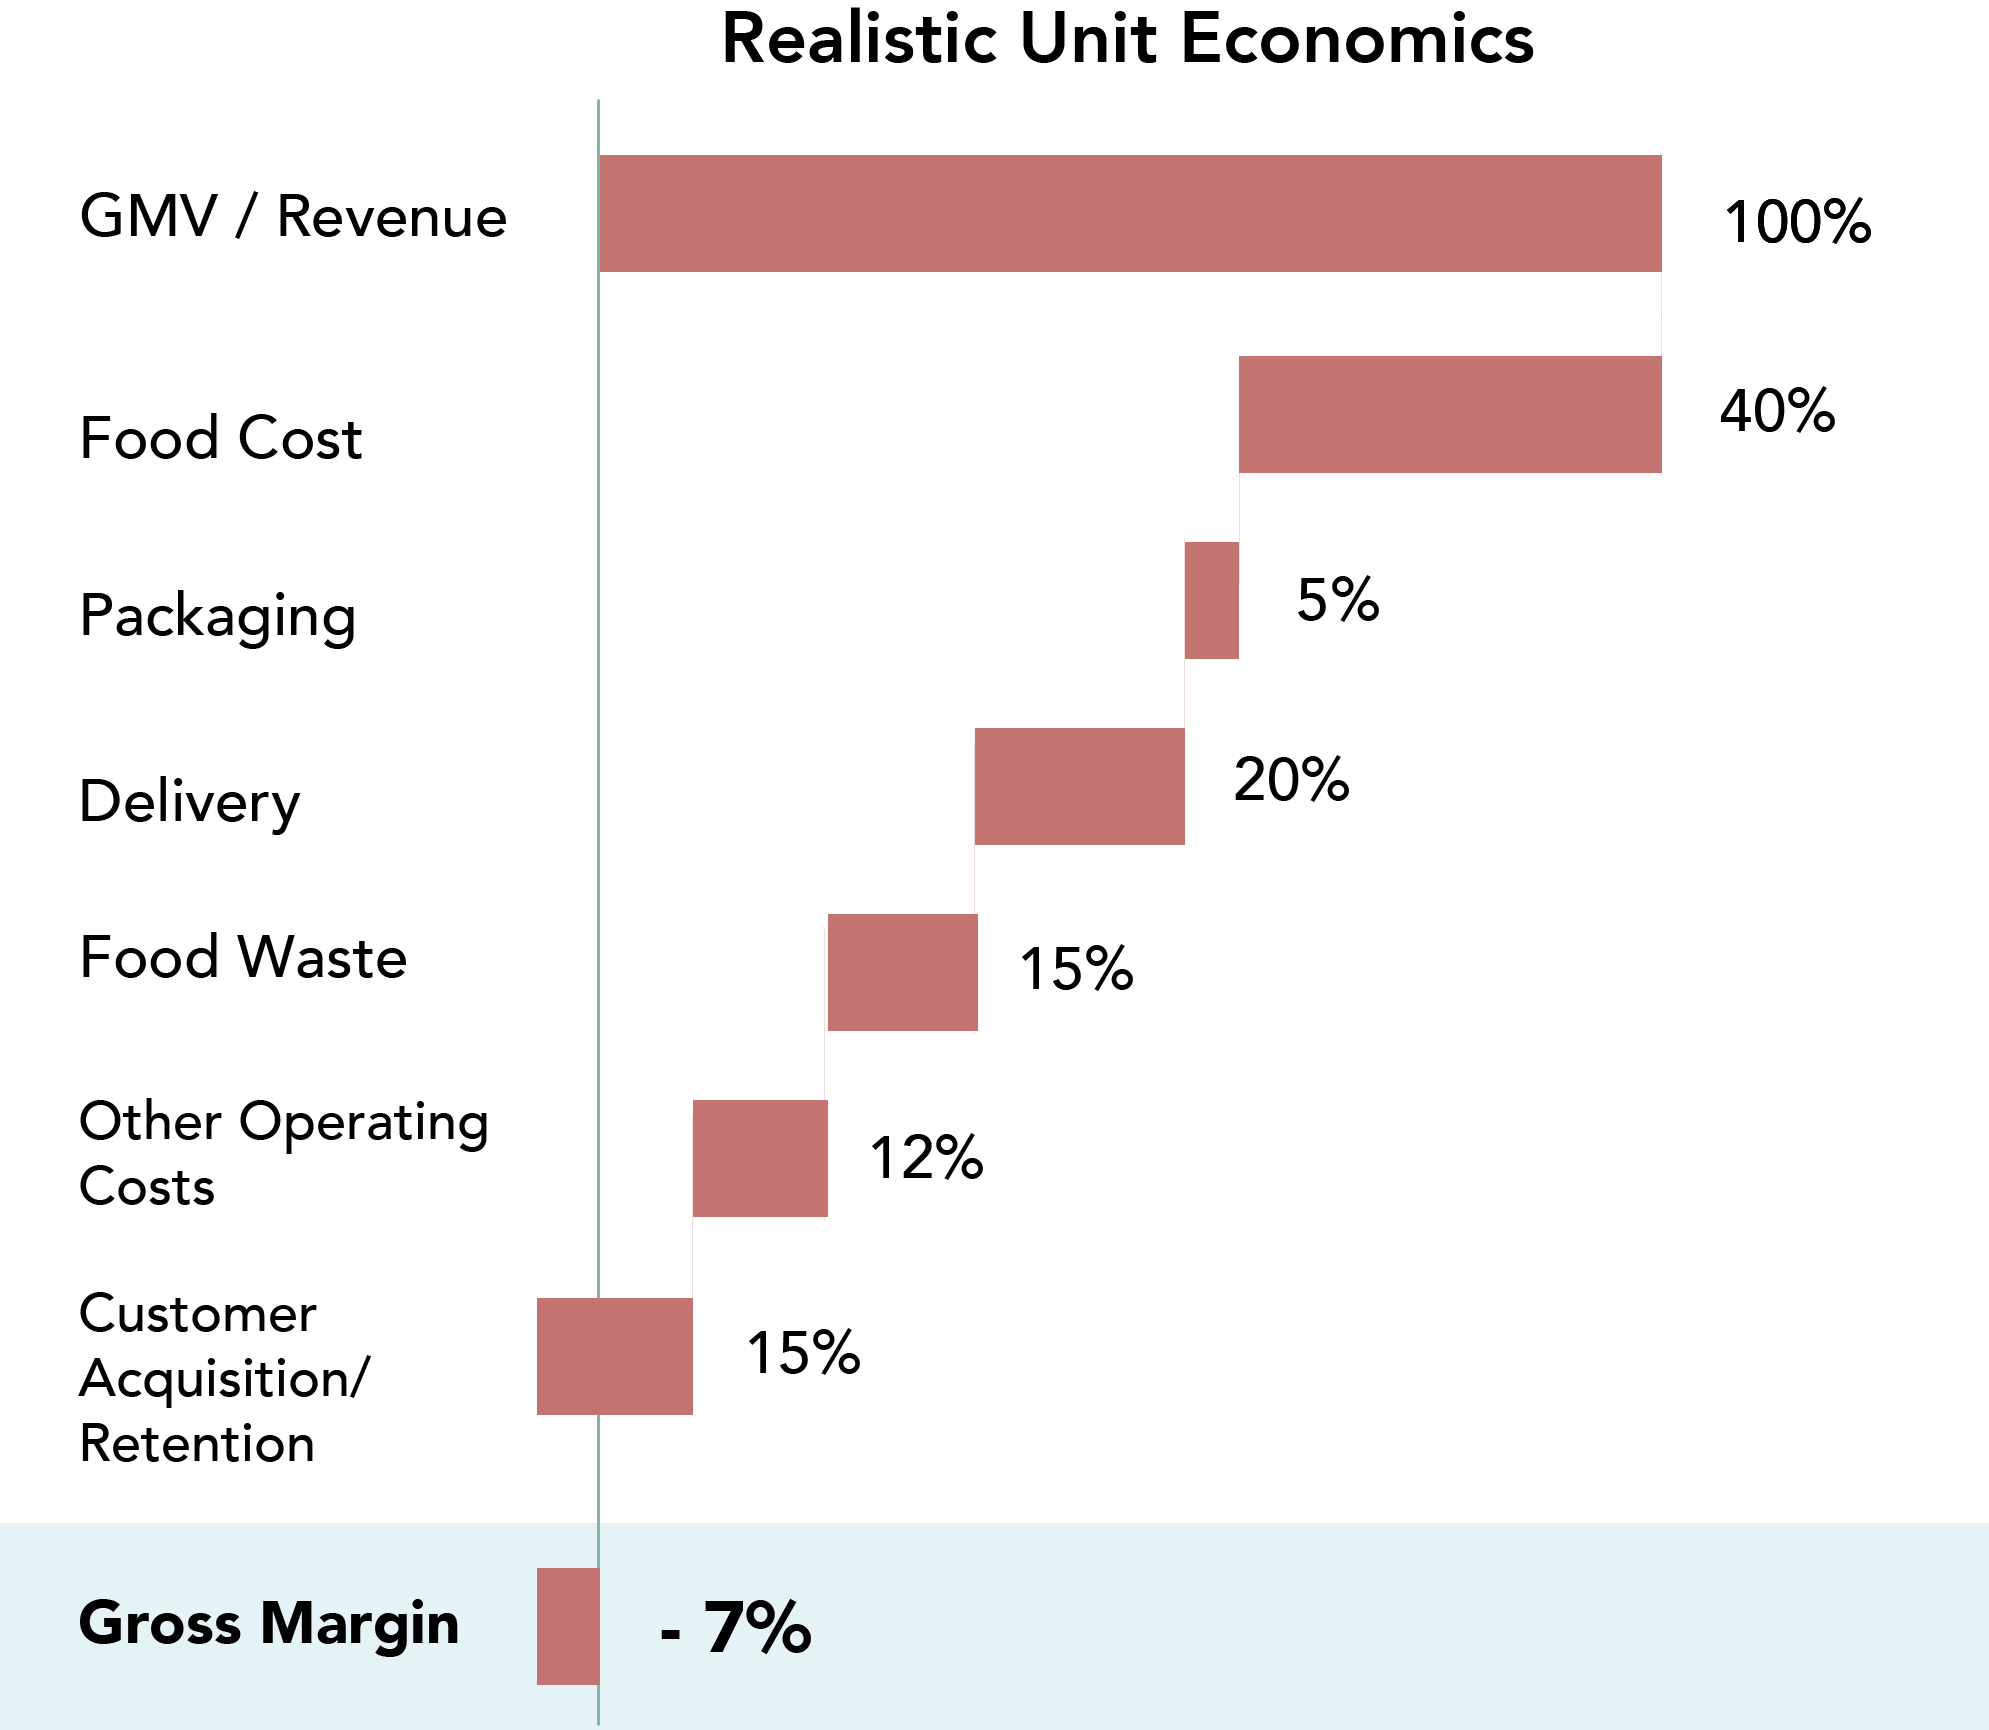 Realistic Unit Economics
GMV / Revenue
100%
Food Cost
40%
Packaging
5%
Delivery
20%
Food Waste
15%
Other Operating
Costs
12%
Customer
Acquisition/
Retention
15%
Gross Margin
- 7%